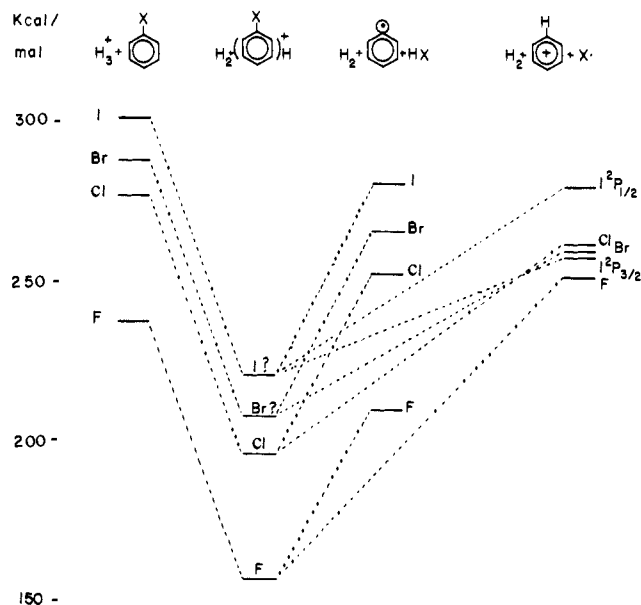 Kcal/
mol
X
H₃⁺ +
X
H₂( )⁺H
H₂+ +HX
H
H₂+ + + X·
300 -
250 -
200 -
150 -
I
Br
Cl
F
I?
Br?
Cl
F
I
Br
Cl
F
I ²P₁/₂
Cl
Br
I ²P₃/₂
F